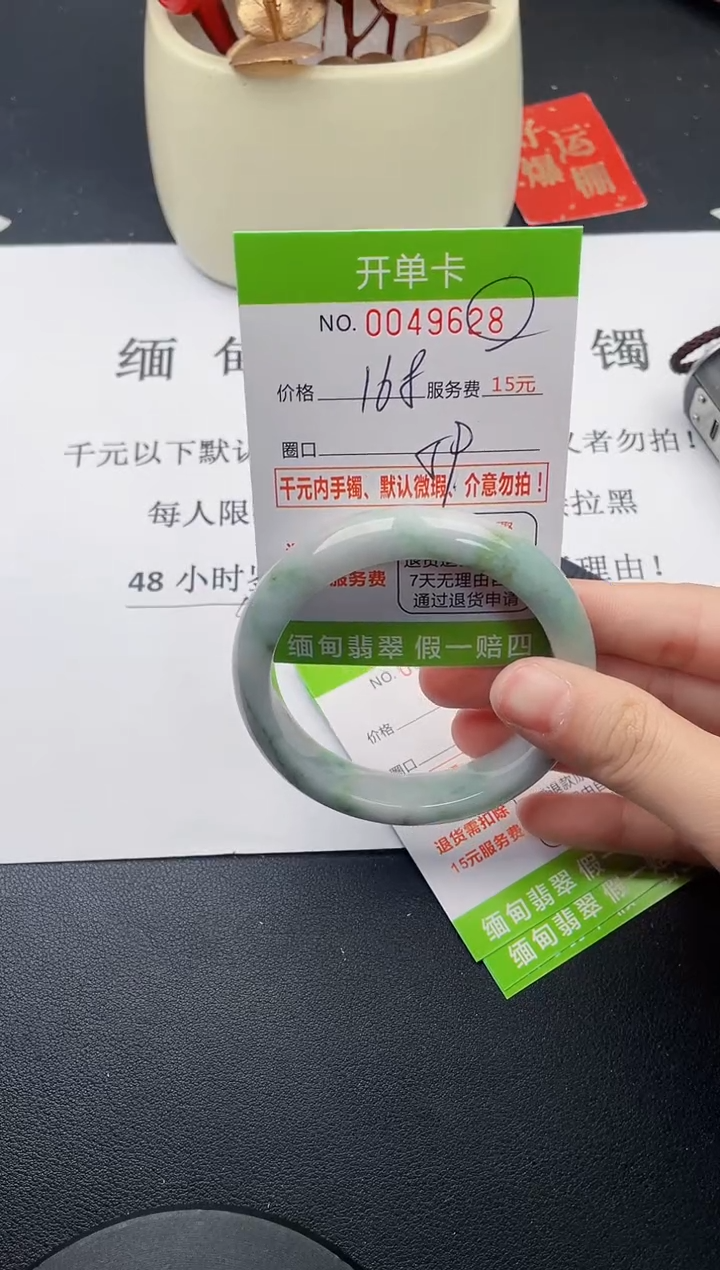 好运
开单卡
NO. 0049628
缅甸
镯
价格 168 服务费 15元
千元以下默认
者勿拍！
圈口
千元内手镯、默认微瑕、介意勿拍！
每人限
拉黑
48 小时
理由！
服务费
7天无理由
通过退货申请
缅甸翡翠 假一赔四
NO.
价格
圈口
退货需扣除
15元服务费
缅甸翡翠 假一
缅甸翡翠 假一